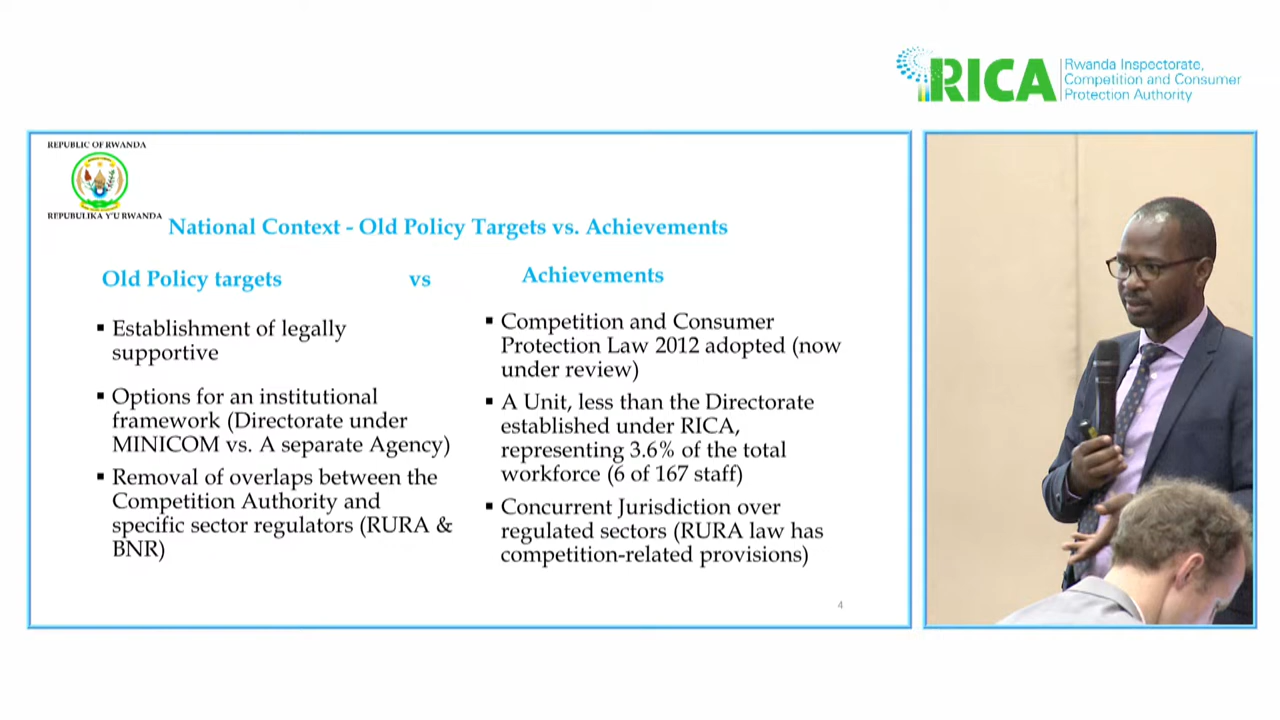 RICA
Rwanda Inspectorate,
Competition and Consumer
Protection Authority
REPUBLIC OF RWANDA
REPUBULIKA Y'U RWANDA
National Context - Old Policy Targets vs. Achievements
Old Policy targets vs Achievements
▪ Establishment of legally
supportive
▪ Options for an institutional
framework (Directorate under
MINICOM vs. A separate Agency)
▪ Removal of overlaps between the
Competition Authority and
specific sector regulators (RURA &
BNR)
▪ Competition and Consumer
Protection Law 2012 adopted (now
under review)
▪ A Unit, less than the Directorate
established under RICA,
representing 3.6% of the total
workforce (6 of 167 staff)
▪ Concurrent Jurisdiction over
regulated sectors (RURA law has
competition-related provisions)
4